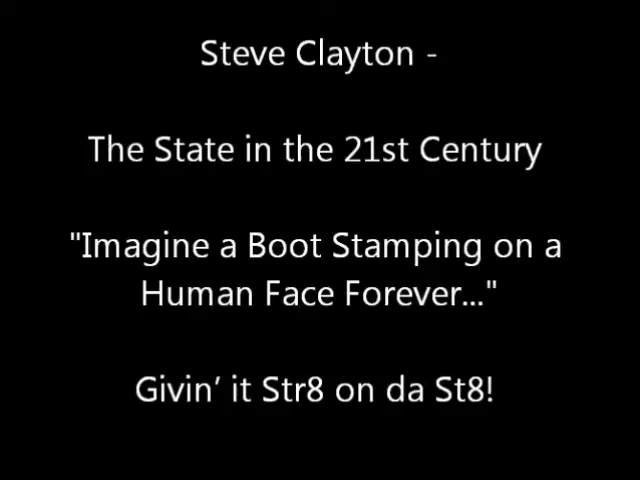 Steve Clayton -
The State in the 21st Century
"Imagine a Boot Stamping on a
Human Face Forever..."
Givin’ it Str8 on da St8!